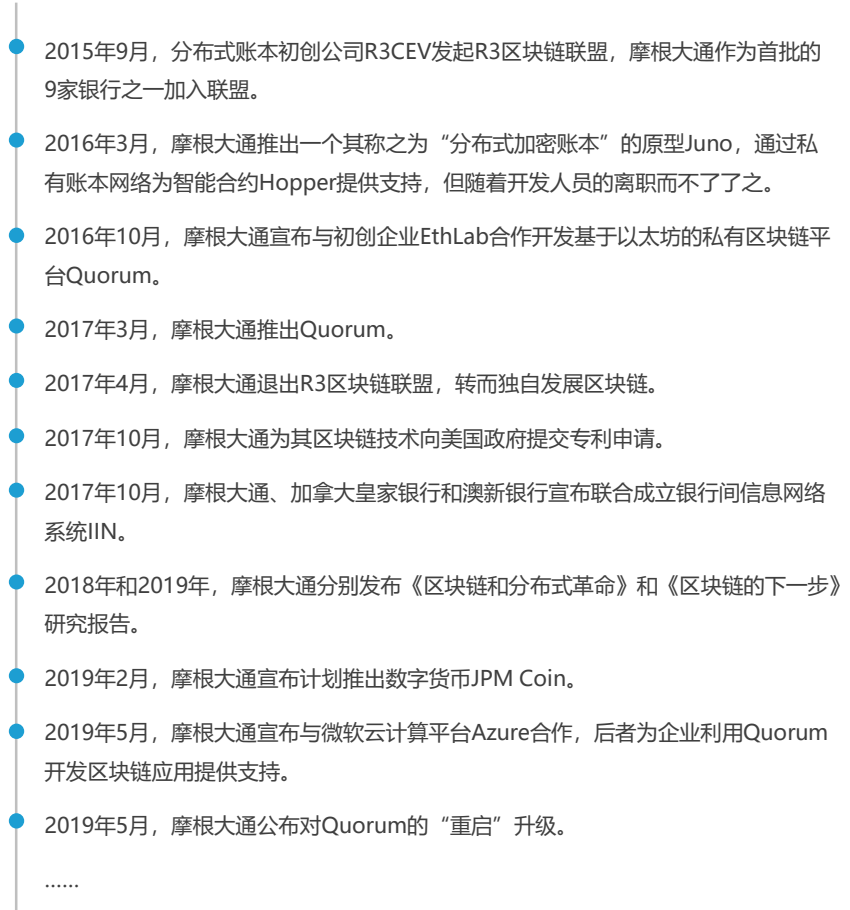 2015年9月，分布式账本初创公司R3CEV发起R3区块链联盟，摩根大通作为首批的
9家银行之一加入联盟。
2016年3月，摩根大通推出一个其称之为“分布式加密账本”的原型Juno，通过私
有账本网络为智能合约Hopper提供支持，但随着开发人员的离职而不了了之。
2016年10月，摩根大通宣布与初创企业EthLab合作开发基于以太坊的私有区块链平
台Quorum。
2017年3月，摩根大通推出Quorum。
2017年4月，摩根大通退出R3区块链联盟，转而独自发展区块链。
2017年10月，摩根大通为其区块链技术向美国政府提交专利申请。
2017年10月，摩根大通、加拿大皇家银行和澳新银行宣布联合成立银行间信息网络
系统IIN。
2018年和2019年，摩根大通分别发布《区块链和分布式革命》和《区块链的下一步》
研究报告。
2019年2月，摩根大通宣布计划推出数字货币JPM Coin。
2019年5月，摩根大通宣布与微软云计算平台Azure合作，后者为企业利用Quorum
开发区块链应用提供支持。
2019年5月，摩根大通公布对Quorum的“重启”升级。
……